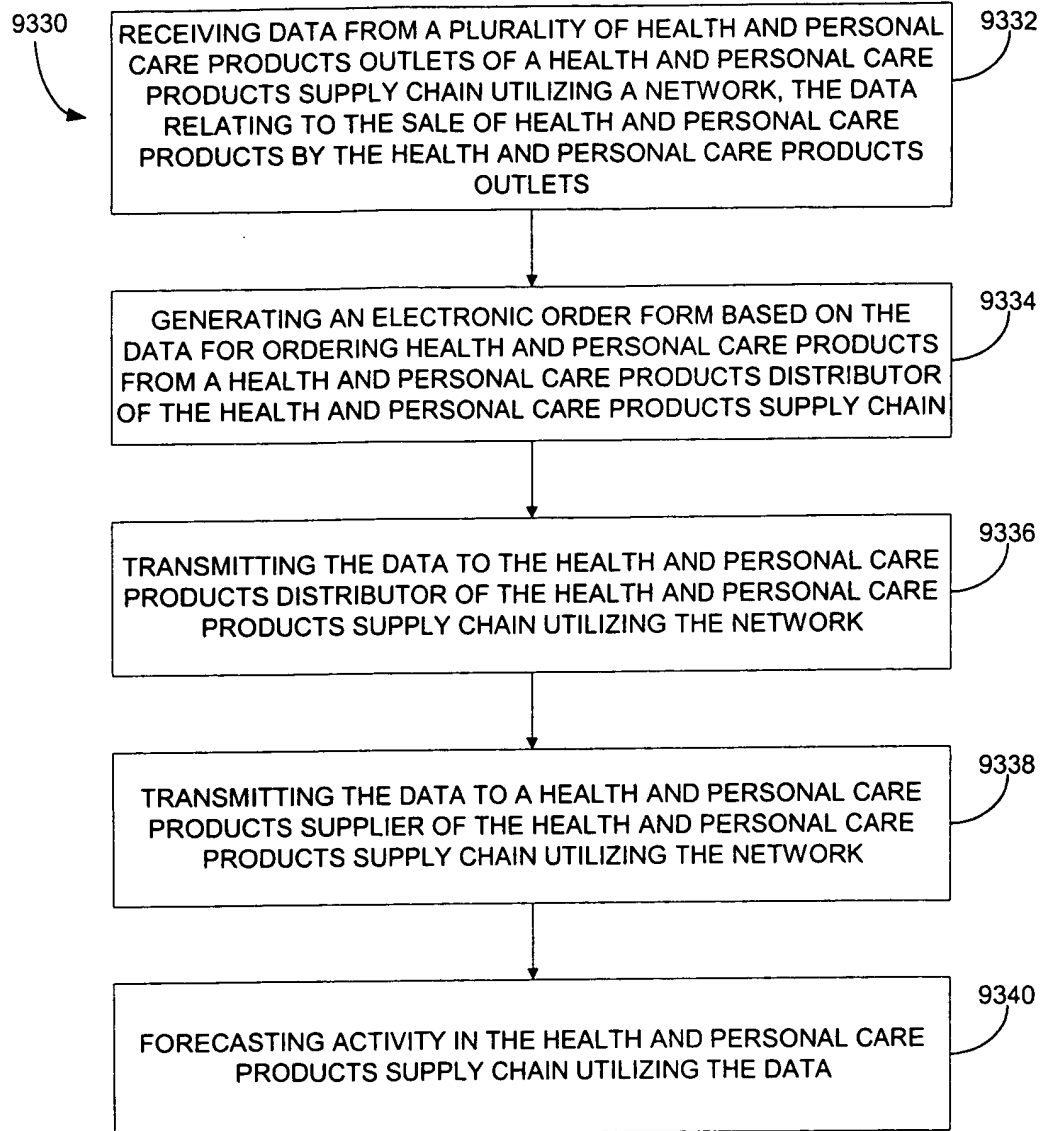 9330
RECEIVING DATA FROM A PLURALITY OF HEALTH AND PERSONAL
CARE PRODUCTS OUTLETS OF A HEALTH AND PERSONAL CARE
PRODUCTS SUPPLY CHAIN UTILIZING A NETWORK, THE DATA
RELATING TO THE SALE OF HEALTH AND PERSONAL CARE
PRODUCTS BY THE HEALTH AND PERSONAL CARE PRODUCTS
OUTLETS
9332
GENERATING AN ELECTRONIC ORDER FORM BASED ON THE
DATA FOR ORDERING HEALTH AND PERSONAL CARE PRODUCTS
FROM A HEALTH AND PERSONAL CARE PRODUCTS DISTRIBUTOR
OF THE HEALTH AND PERSONAL CARE PRODUCTS SUPPLY CHAIN
9334
TRANSMITTING THE DATA TO THE HEALTH AND PERSONAL CARE
PRODUCTS DISTRIBUTOR OF THE HEALTH AND PERSONAL CARE
PRODUCTS SUPPLY CHAIN UTILIZING THE NETWORK
9336
TRANSMITTING THE DATA TO A HEALTH AND PERSONAL CARE
PRODUCTS SUPPLIER OF THE HEALTH AND PERSONAL CARE
PRODUCTS SUPPLY CHAIN UTILIZING THE NETWORK
9338
FORECASTING ACTIVITY IN THE HEALTH AND PERSONAL CARE
PRODUCTS SUPPLY CHAIN UTILIZING THE DATA
9340